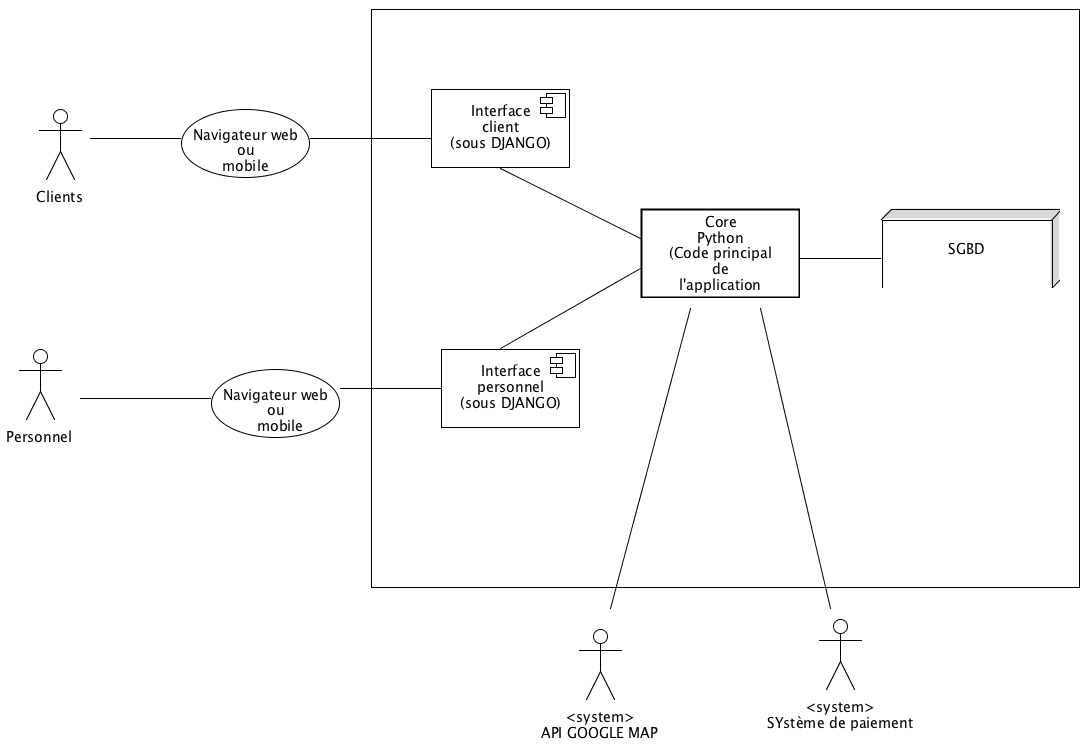 Clients
Navigateur web
ou
mobile
Interface
client
(sous DJANGO)
Core
Python
(Code principal
de
l'application
SGBD
Personnel
Navigateur web
ou
mobile
Interface
personnel
(sous DJANGO)
<system>
API GOOGLE MAP
<system>
SYstème de paiement